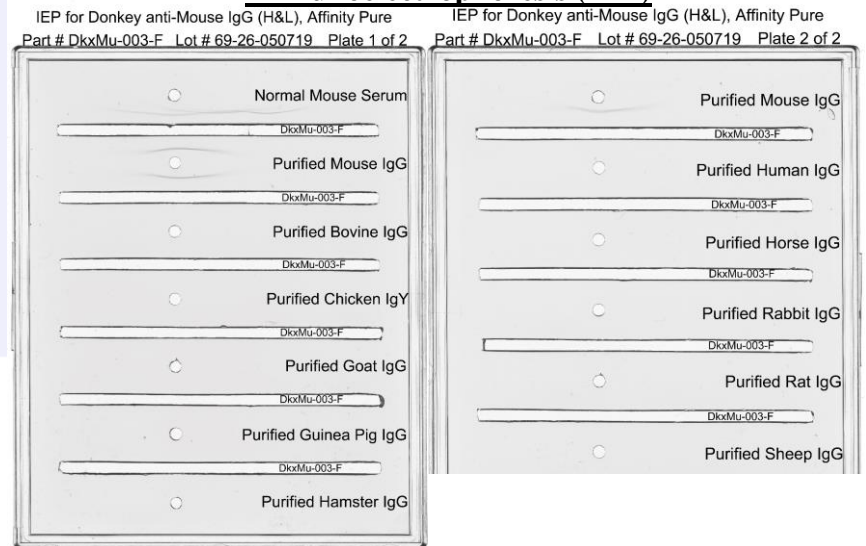 IEP for Donkey anti-Mouse IgG (H&L), Affinity Pure
Part # DkxMu-003-F Lot # 69-26-050719 Plate 1 of 2
Normal Mouse Serum
DkxMu-003-F
Purified Mouse IgG
DkxMu-003-F
Purified Bovine IgG
DkxMu-003-F
Purified Chicken IgY
DkxMu-003-F
Purified Goat IgG
DkxMu-003-F
Purified Guinea Pig IgG
DkxMu-003-F
Purified Hamster IgG
IEP for Donkey anti-Mouse IgG (H&L), Affinity Pure
Part # DkxMu-003-F Lot # 69-26-050719 Plate 2 of 2
Purified Mouse IgG
DkxMu-003-F
Purified Human IgG
DkxMu-003-F
Purified Horse IgG
DkxMu-003-F
Purified Rabbit IgG
DkxMu-003-F
Purified Rat IgG
DkxMu-003-F
Purified Sheep IgG